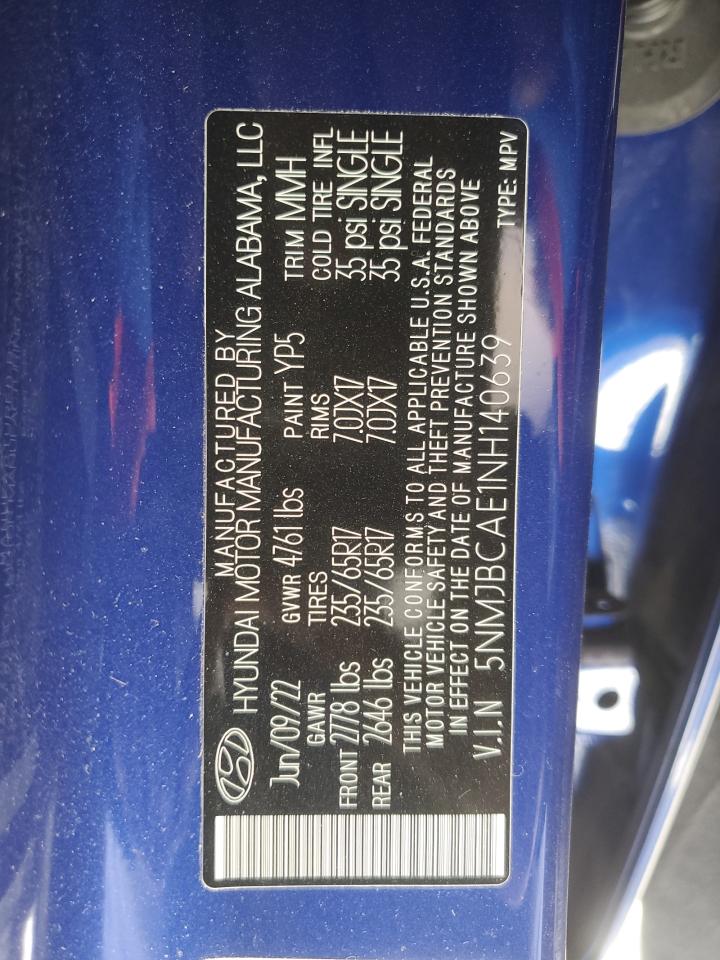 MANUFACTURED BY
HYUNDAI MOTOR MANUFACTURING ALABAMA, LLC
Jun/09/22 GVWR 4761 lbs PAINT YP5 TRIM MMH
GAWR TIRES RIMS COLD TIRE INFL
FRONT 2778 lbs 235/65R17 7.0JX17 35 psi SINGLE
REAR 2646 lbs 235/65R17 7.0JX17 35 psi SINGLE
THIS VEHICLE CONFORMS TO ALL APPLICABLE U.S.A. FEDERAL
MOTOR VEHICLE SAFETY AND THEFT PREVENTION STANDARDS
IN EFFECT ON THE DATE OF MANUFACTURE SHOWN ABOVE
V.I.N 5NMJBCAE1NH140639 TYPE: MPV